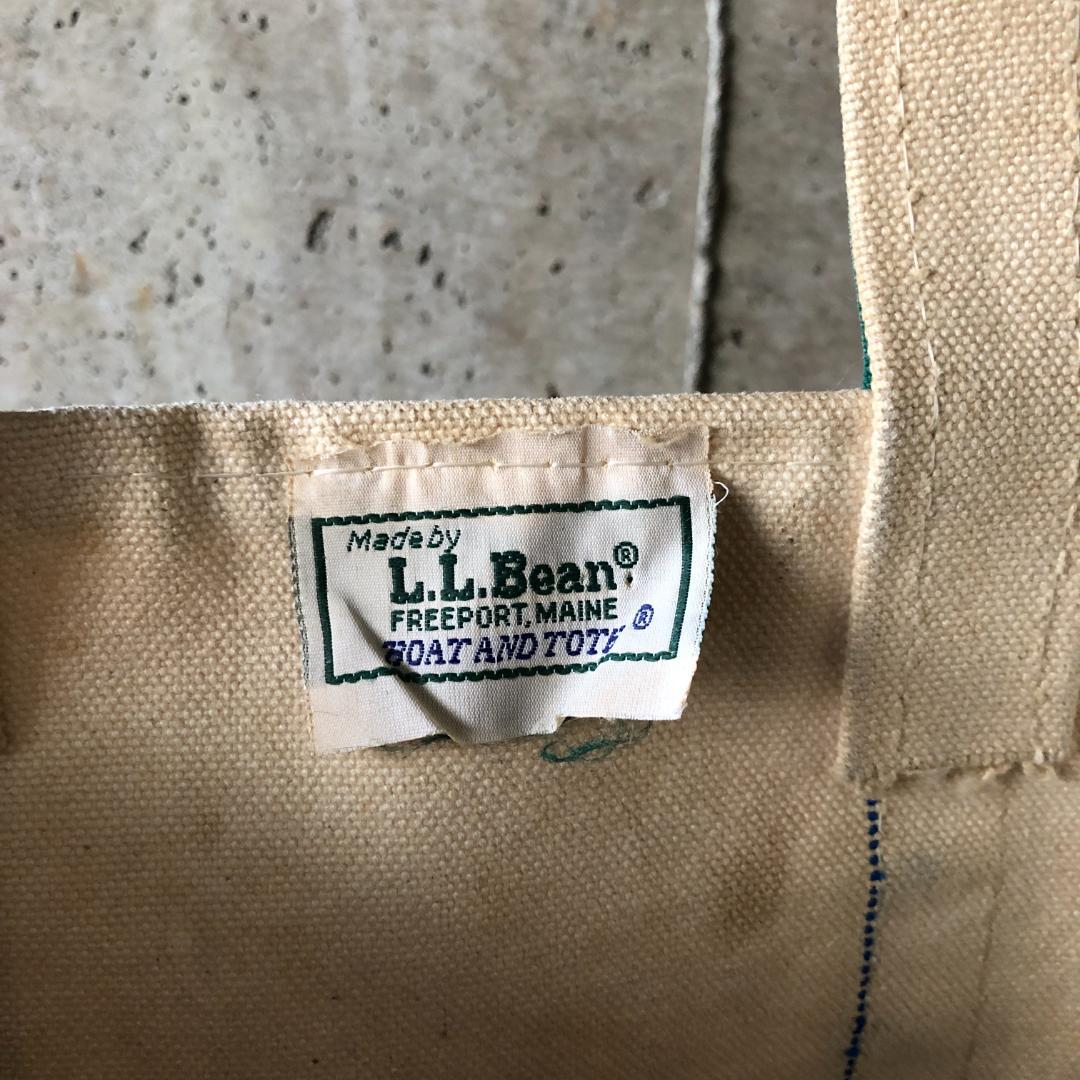 Made by
L.L.Bean®
FREEPORT, MAINE
BOAT AND TOTE ®